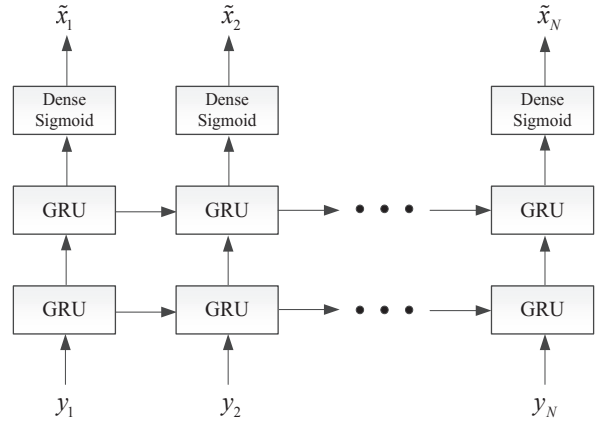 x̃₁ x̃₂ x̃_N
Dense Sigmoid
Dense Sigmoid
Dense Sigmoid
GRU GRU • • • GRU
GRU GRU • • • GRU
y₁ y₂ y_N